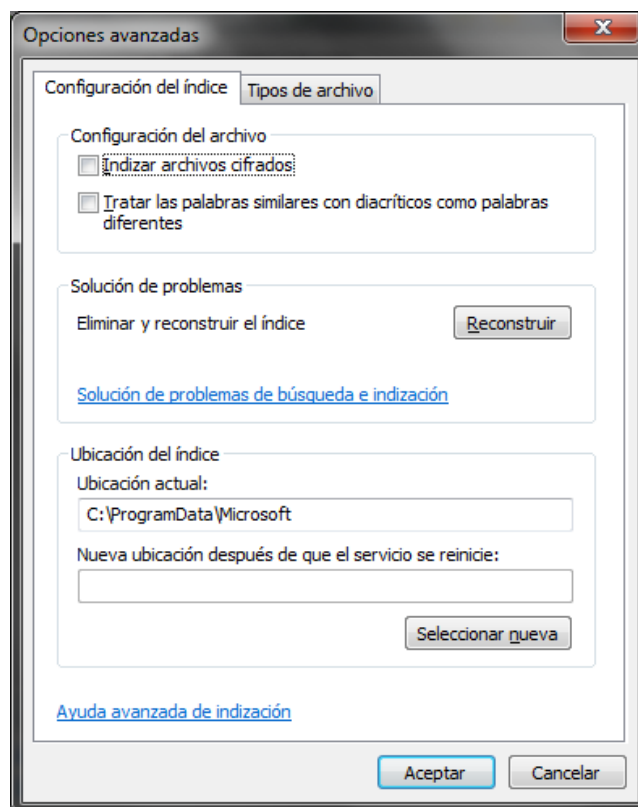 Opciones avanzadas
Configuración del índice
Tipos de archivo
Configuración del archivo
Indizar archivos cifrados
Tratar las palabras similares con diacríticos como palabras
diferentes
Solución de problemas
Eliminar y reconstruir el índice
Reconstruir
Solución de problemas de búsqueda e indización
Ubicación del índice
Ubicación actual:
C:\ProgramData\Microsoft
Nueva ubicación después de que el servicio se reinicie:
Seleccionar nueva
Ayuda avanzada de indización
Aceptar
Cancelar